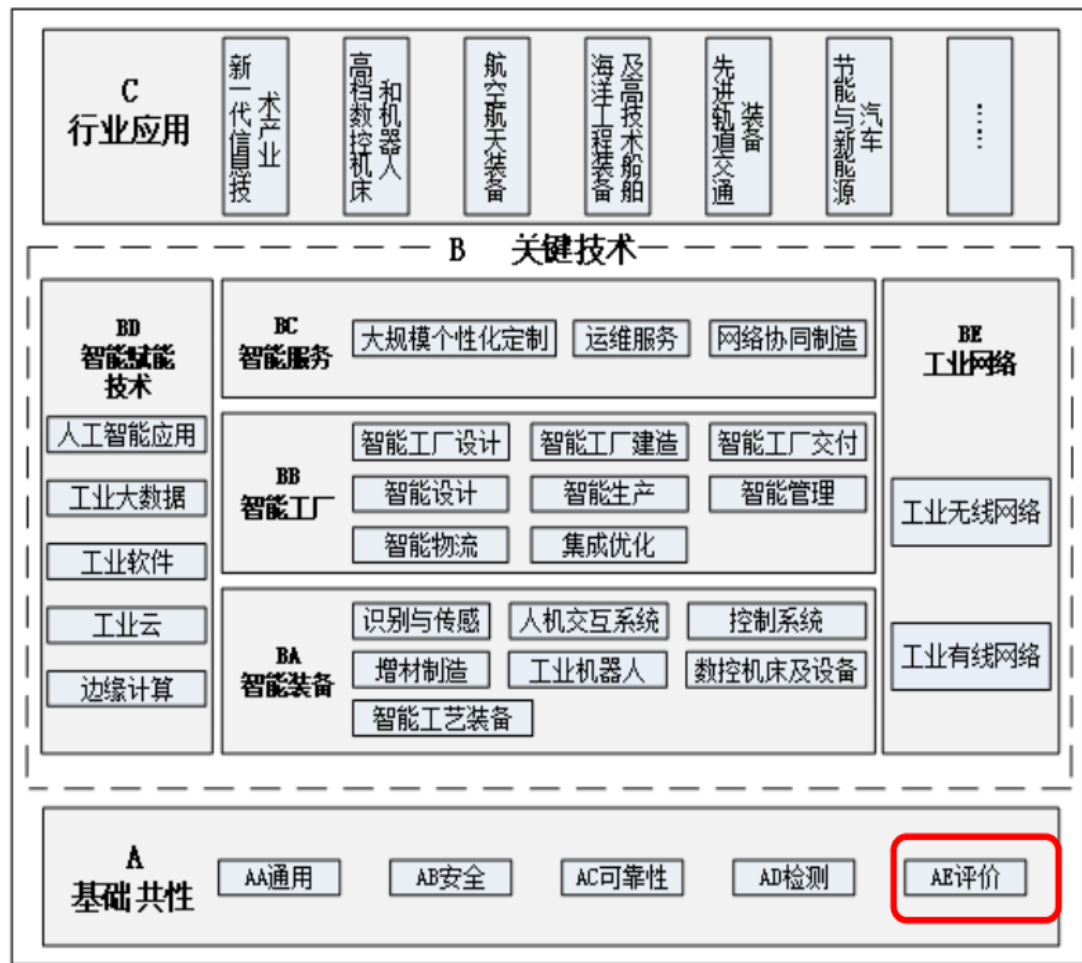 C
行业应用
新一代信息技
术产业
高档数控机床
和机器人
航空航天装备
海洋工程装备
及高技术船舶
先进轨道交通
装备
节能与新能源
汽车
……
B 关键技术
BD
智能赋能
技术
人工智能应用
工业大数据
工业软件
工业云
边缘计算
BC
智能服务
大规模个性化定制
运维服务
网络协同制造
BB
智能工厂
智能工厂设计
智能工厂建造
智能工厂交付
智能设计
智能生产
智能管理
智能物流
集成优化
BA
智能装备
识别与传感
人机交互系统
控制系统
增材制造
工业机器人
数控机床及设备
智能工艺装备
BE
工业网络
工业无线网络
工业有线网络
A
基础共性
AA通用
AB安全
AC可靠性
AD检测
AE评价